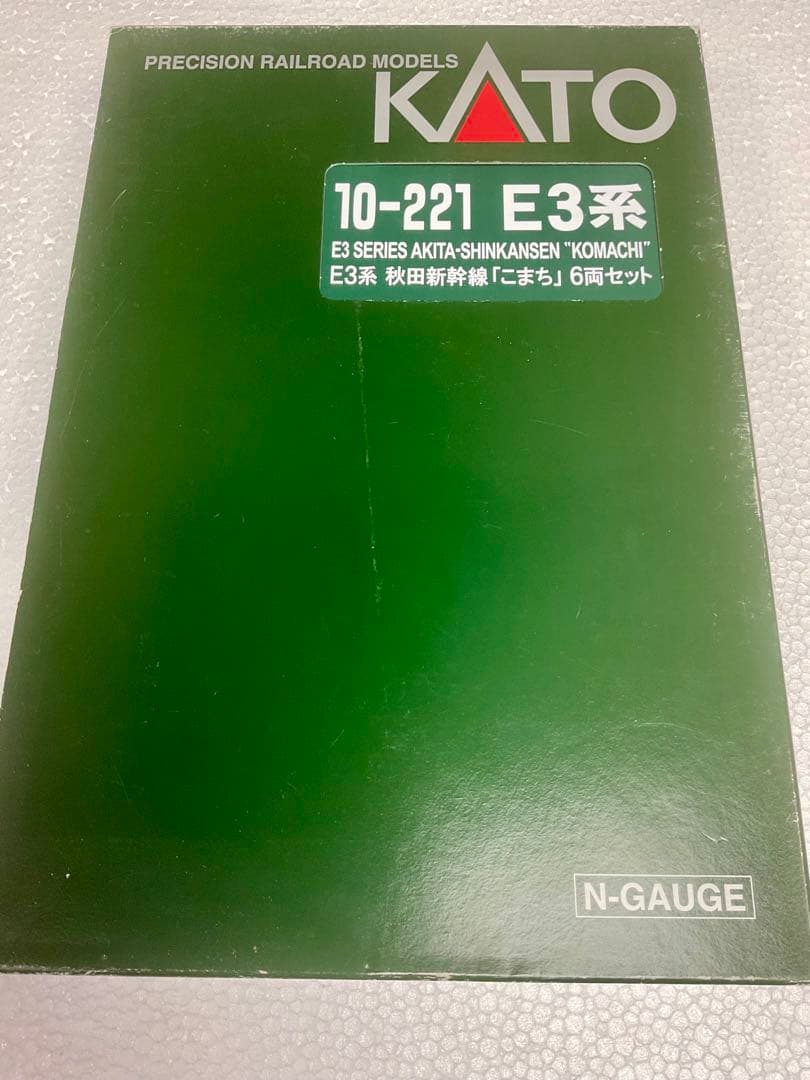 PRECISION RAILROAD MODELS
KATO
10-221 E3系
E3 SERIES AKITA-SHINKANSEN "KOMACHI"
E3系 秋田新幹線「こまち」6両セット
N-GAUGE